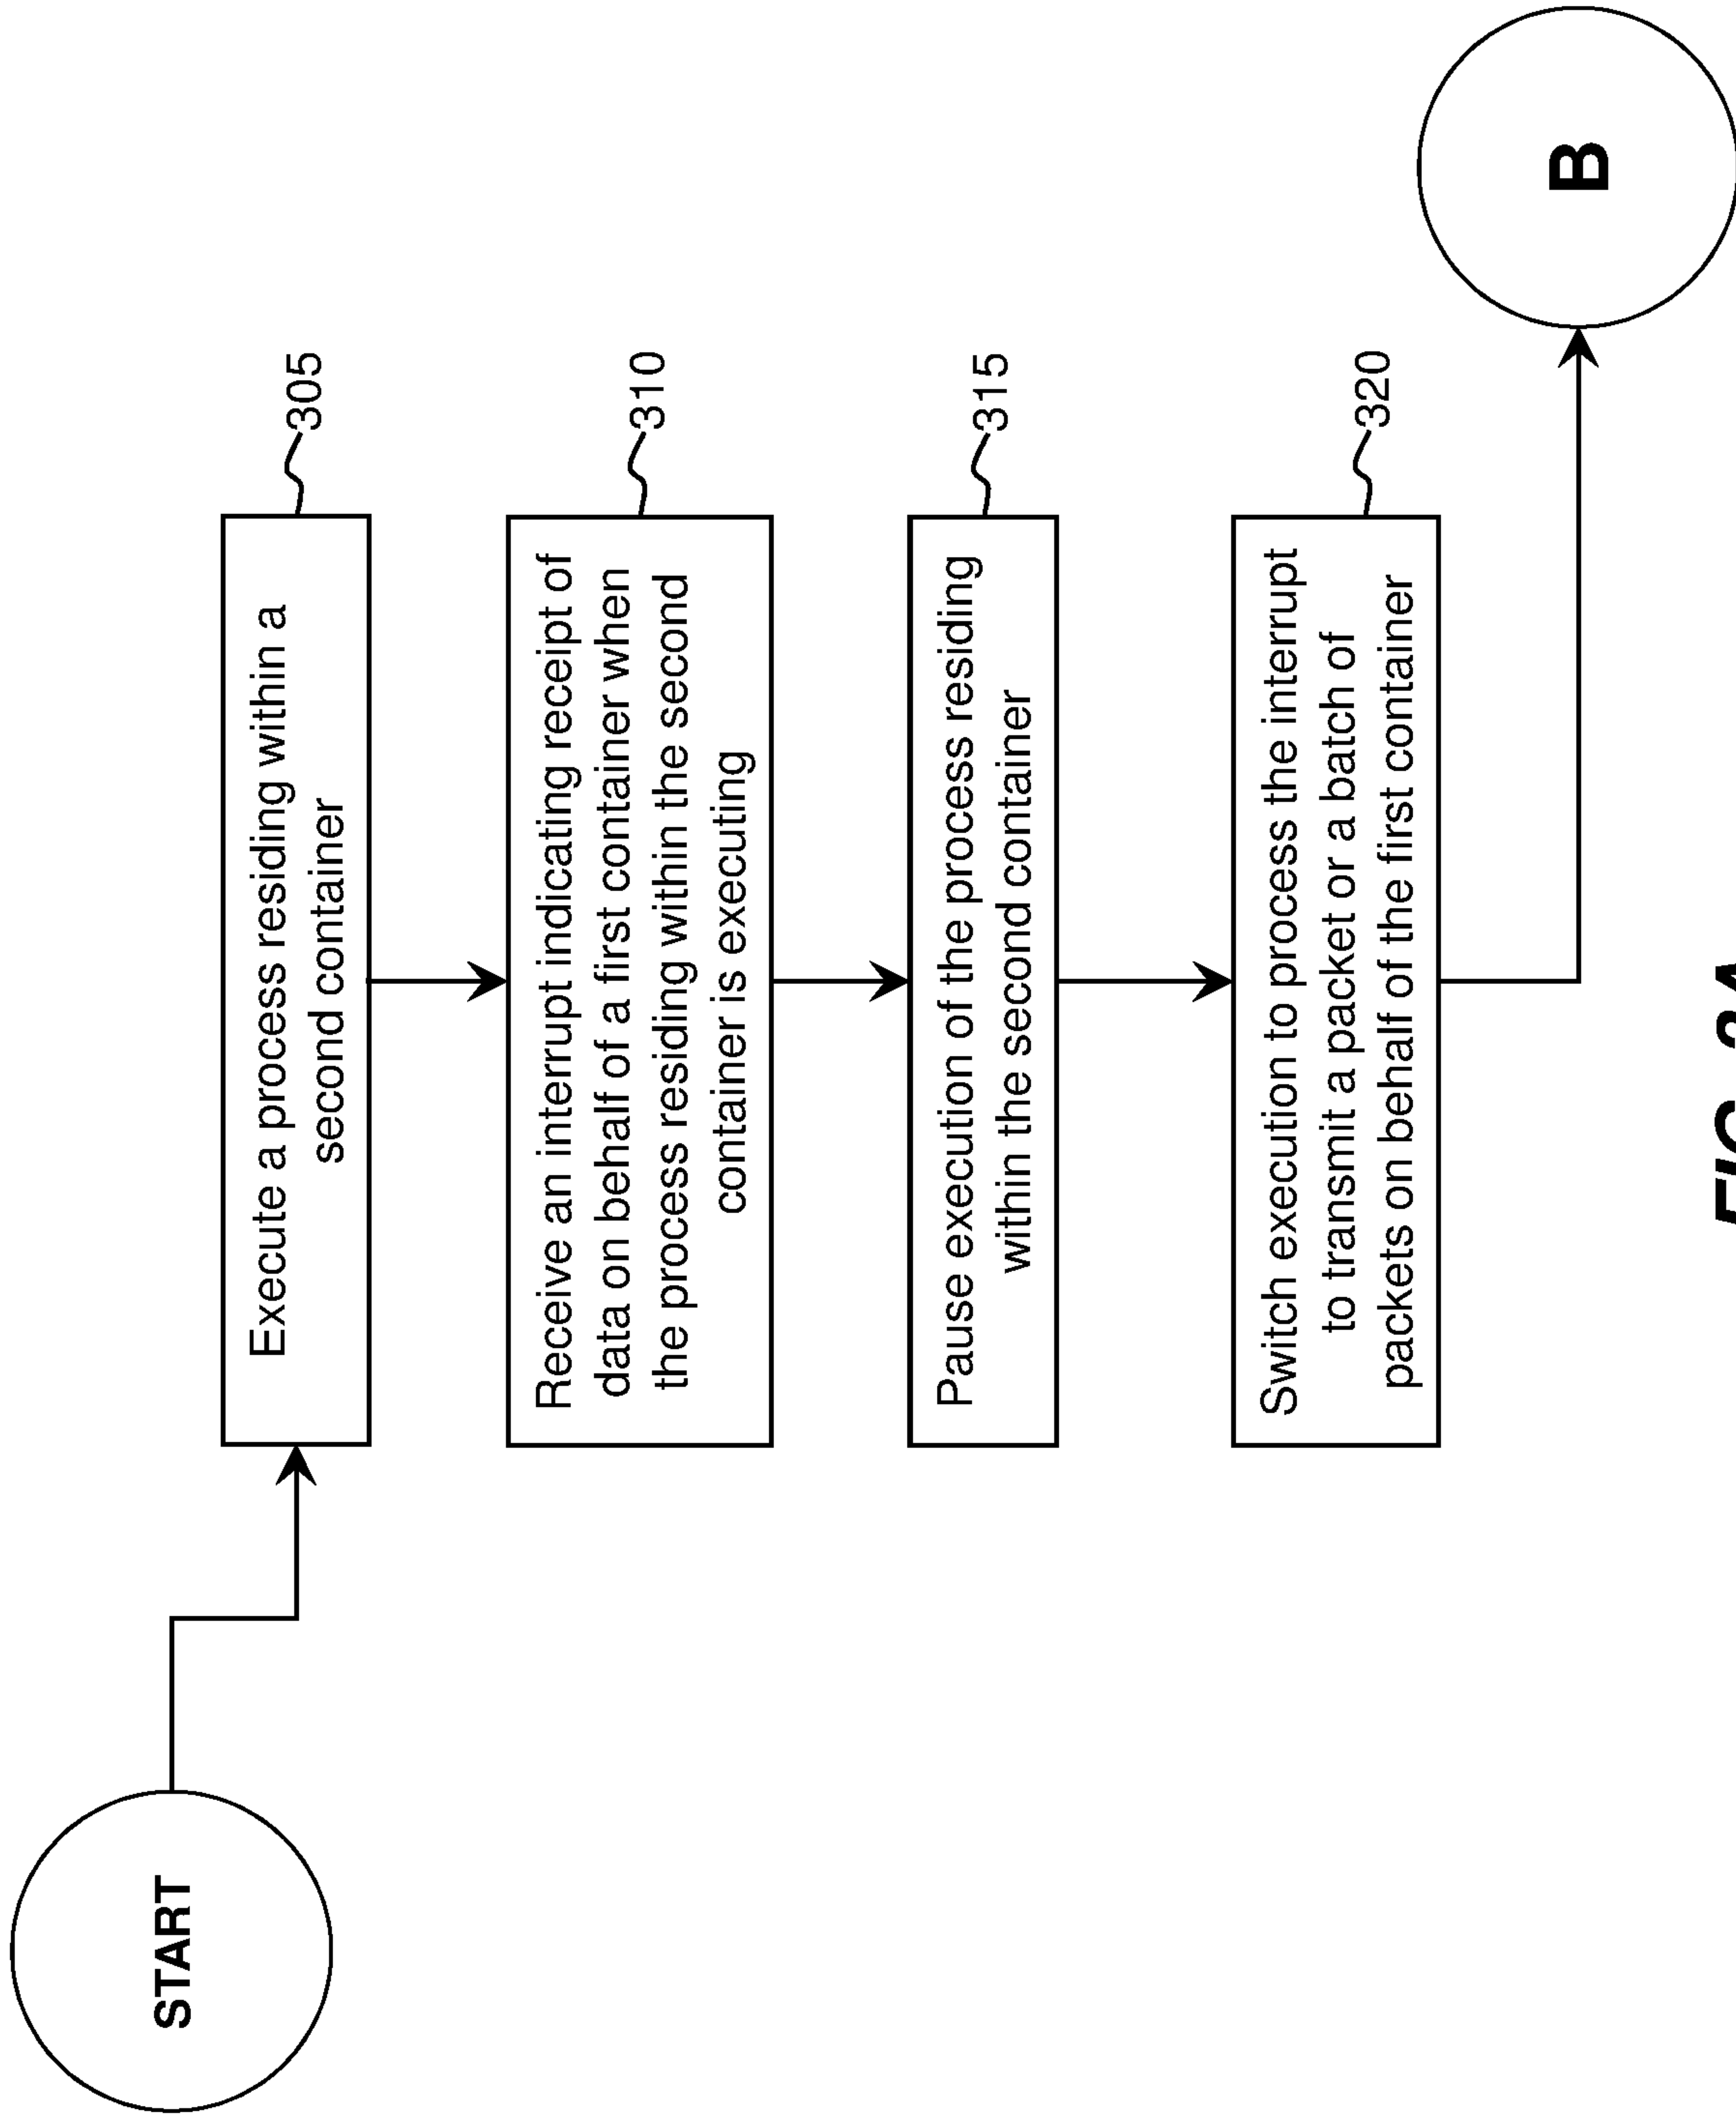 START
Execute a process residing within a
second container
305
Receive an interrupt indicating receipt of
data on behalf of a first container when
the process residing within the second
container is executing
310
Pause execution of the process residing
within the second container
315
Switch execution to process the interrupt
to transmit a packet or a batch of
packets on behalf of the first container
320
B